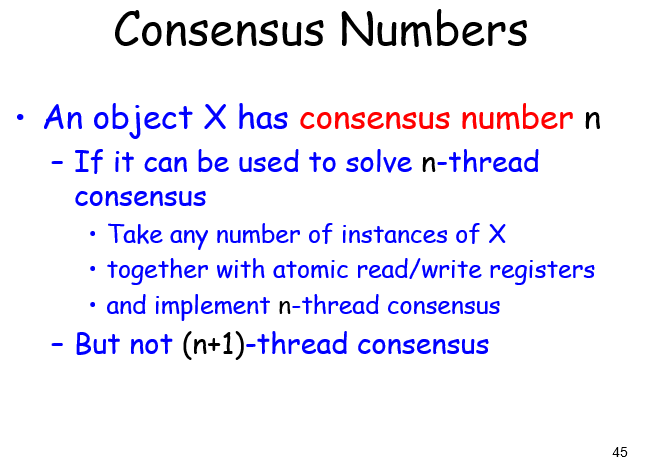 Consensus Numbers
• An object X has consensus number n
– If it can be used to solve n-thread
consensus
• Take any number of instances of X
• together with atomic read/write registers
• and implement n-thread consensus
– But not (n+1)-thread consensus
45